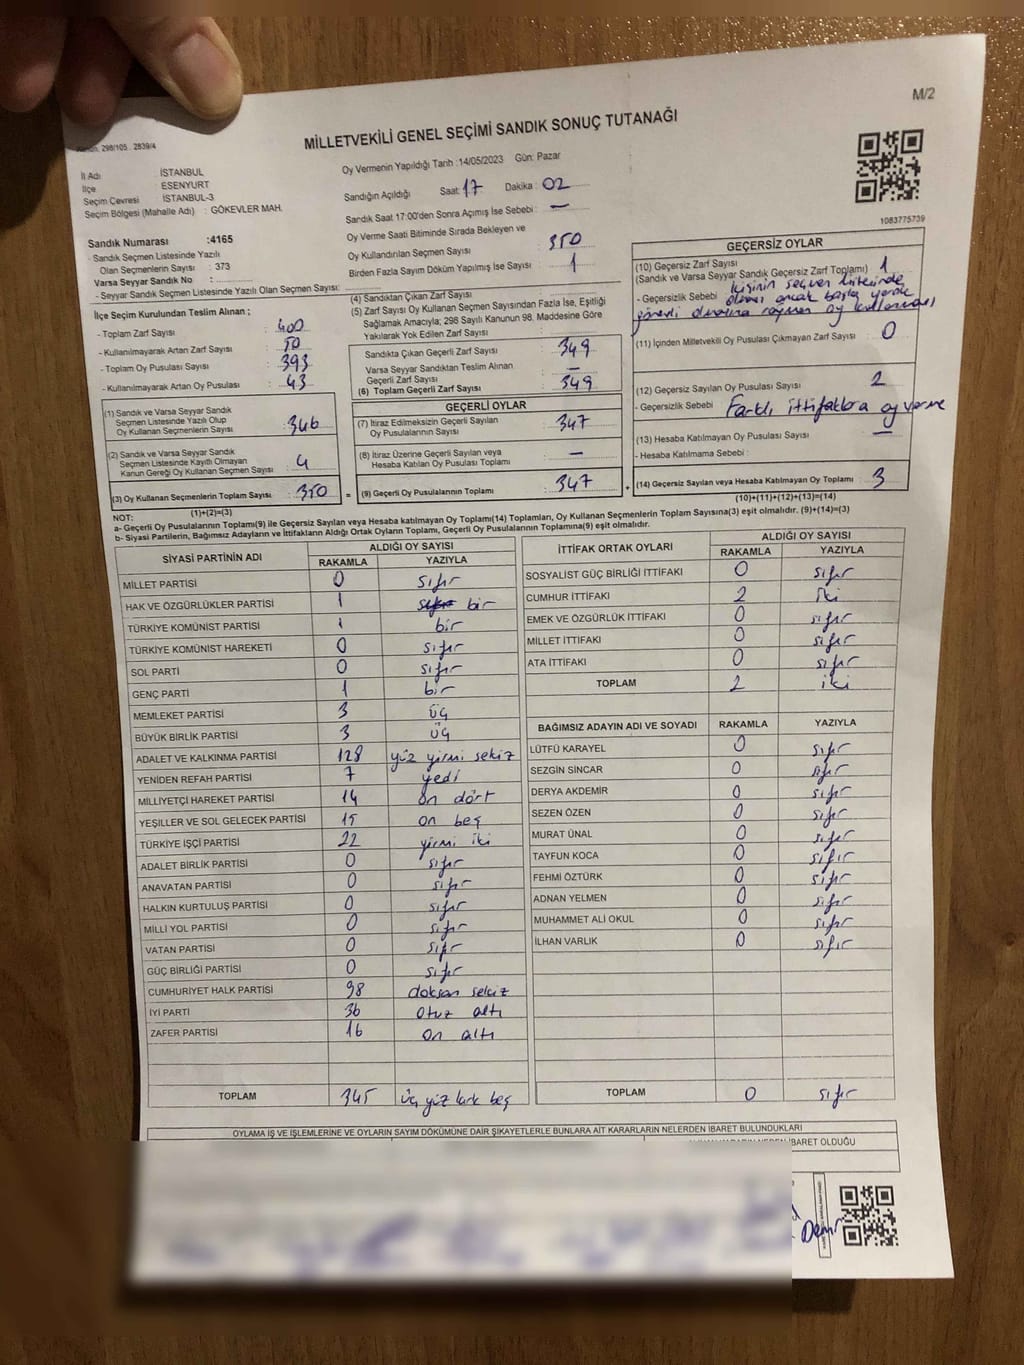 M/2
MİLLETVEKİLİ GENEL SEÇİMİ SANDIK SONUÇ TUTANAĞI
298/105.. 2839/4
İl Adı : İSTANBUL
İlçe : ESENYURT
Seçim Çevresi : İSTANBUL-3
Seçim Bölgesi (Mahalle Adı) : GÖKEVLER MAH.
Oy Vermenin Yapıldığı Tarih :14/05/2023 Gün: Pazar
Sandığın Açıldığı Saat: 17 Dakika : 02
Sandık Saat 17:00'den Sonra Açımış İse Sebebi : —
Oy Verme Saati Bitiminde Sırada Bekleyen ve
Oy Kullandırılan Seçmen Sayısı : 350
Birden Fazla Sayım Döküm Yapılmış İse Sayısı : 1
1083775739
Sandık Numarası :4165
- Sandık Seçmen Listesinde Yazılı
Olan Seçmenlerin Sayısı : 373
Varsa Seyyar Sandık No :
- Seyyar Sandık Seçmen Listesinde Yazılı Olan Seçmen Sayısı:
İlçe Seçim Kurulundan Teslim Alınan ;
- Toplam Zarf Sayısı : 400
- Kullanılmayarak Artan Zarf Sayısı : 50
- Toplam Oy Pusulası Sayısı : 393
- Kullanılmayarak Artan Oy Pusulası : 43
(1) Sandık ve Varsa Seyyar Sandık
Seçmen Listesinde Yazılı Olup
Oy Kullanan Seçmenlerin Sayısı : 346
(2) Sandık ve Varsa Seyyar Sandık
Seçmen Listesinde Kayıtlı Olmayan
Kanun Gereği Oy Kullanan Seçmen Sayısı : 4
(3) Oy Kullanan Seçmenlerin Toplam Sayısı : 350
(1)+(2)=(3)
(4) Sandıktan Çıkan Zarf Sayısı :
(5) Zarf Sayısı Oy Kullanan Seçmen Sayısından Fazla İse, Eşitliği
Sağlamak Amacıyla; 298 Sayılı Kanunun 98. Maddesine Göre
Yakılarak Yok Edilen Zarf Sayısı :
Sandıkta Çıkan Geçerli Zarf Sayısı : 349
Varsa Seyyar Sandıktan Teslim Alınan
Geçerli Zarf Sayısı : —
(6) Toplam Geçerli Zarf Sayısı : 349
GEÇERLİ OYLAR
(7) İtiraz Edilmeksizin Geçerli Sayılan
Oy Pusulalarının Sayısı : 347
(8) İtiraz Üzerine Geçerli Sayılan veya
Hesaba Katılan Oy Pusulası Toplamı : —
= (9) Geçerli Oy Pusulalarının Toplamı : 347 +
GEÇERSİZ OYLAR
(10) Geçersiz Zarf Sayısı
(Sandık ve Varsa Seyyar Sandık Geçersiz Zarf Toplamı) : 1
- Geçersizlik Sebebi : kişinin seçmen listesinde
olması ancak başka yerde
görevli olmasına rağmen oy kullanması
(11) İçinden Milletvekili Oy Pusulası Çıkmayan Zarf Sayısı : 0
(12) Geçersiz Sayılan Oy Pusulası Sayısı : 2
- Geçersizlik Sebebi : Farklı ittifaklara oy verme
(13) Hesaba Katılmayan Oy Pusulası Sayısı : —
- Hesaba Katılmama Sebebi :
(14) Geçersiz Sayılan veya Hesaba Katılmayan Oy Toplamı : 3
(10)+(11)+(12)+(13)=(14)
NOT:
a- Geçerli Oy Pusulalarının Toplamı(9) ile Geçersiz Sayılan veya Hesaba katılmayan Oy Toplamı(14) Toplamları, Oy Kullanan Seçmenlerin Toplam Sayısına(3) eşit olmalıdır. (9)+(14)=(3)
b- Siyasi Partilerin, Bağımsız Adayların ve İttifakların Aldığı Ortak Oyların Toplamı, Geçerli Oy Pusulalarının Toplamına(9) eşit olmalıdır.
SİYASİ PARTİNİN ADI ALDIĞI OY SAYISI
RAKAMLA YAZIYLA
MİLLET PARTİSİ 0 sıfır
HAK VE ÖZGÜRLÜKLER PARTİSİ 1 bir
TÜRKİYE KOMÜNİST PARTİSİ 1 bir
TÜRKİYE KOMÜNİST HAREKETİ 0 sıfır
SOL PARTİ 0 sıfır
GENÇ PARTİ 1 bir
MEMLEKET PARTİSİ 3 üç
BÜYÜK BİRLİK PARTİSİ 3 üç
ADALET VE KALKINMA PARTİSİ 128 yüz yirmi sekiz
YENİDEN REFAH PARTİSİ 7 yedi
MİLLİYETÇİ HAREKET PARTİSİ 14 on dört
YEŞİLLER VE SOL GELECEK PARTİSİ 15 on beş
TÜRKİYE İŞÇİ PARTİSİ 22 yirmi iki
ADALET BİRLİK PARTİSİ 0 sıfır
ANAVATAN PARTİSİ 0 sıfır
HALKIN KURTULUŞ PARTİSİ 0 sıfır
MİLLİ YOL PARTİSİ 0 sıfır
VATAN PARTİSİ 0 sıfır
GÜÇ BİRLİĞİ PARTİSİ 0 sıfır
CUMHURİYET HALK PARTİSİ 98 doksan sekiz
İYİ PARTİ 36 otuz altı
ZAFER PARTİSİ 16 on altı
TOPLAM 345 üç yüz kırk beş
İTTİFAK ORTAK OYLARI ALDIĞI OY SAYISI
RAKAMLA YAZIYLA
SOSYALİST GÜÇ BİRLİĞİ İTTİFAKI 0 sıfır
CUMHUR İTTİFAKI 2 iki
EMEK VE ÖZGÜRLÜK İTTİFAKI 0 sıfır
MİLLET İTTİFAKI 0 sıfır
ATA İTTİFAKI 0 sıfır
TOPLAM 2 iki
BAĞIMSIZ ADAYIN ADI VE SOYADI RAKAMLA YAZIYLA
LÜTFÜ KARAYEL 0 sıfır
SEZGİN SİNCAR 0 sıfır
DERYA AKDEMİR 0 sıfır
SEZEN ÖZEN 0 sıfır
MURAT ÜNAL 0 sıfır
TAYFUN KOCA 0 sıfır
FEHMİ ÖZTÜRK 0 sıfır
ADNAN YELMEN 0 sıfır
MUHAMMET ALİ OKUL 0 sıfır
İLHAN VARLIK 0 sıfır
TOPLAM 0 sıfır
OYLAMA İŞ VE İŞLEMLERİNE VE OYLARIN SAYIM DÖKÜMÜNE DAİR ŞİKAYETLERLE BUNLARA AİT KARARLARIN NELERDEN İBARET BULUNDUKLARI
NEDEN İBARET OLDUĞU
Demir